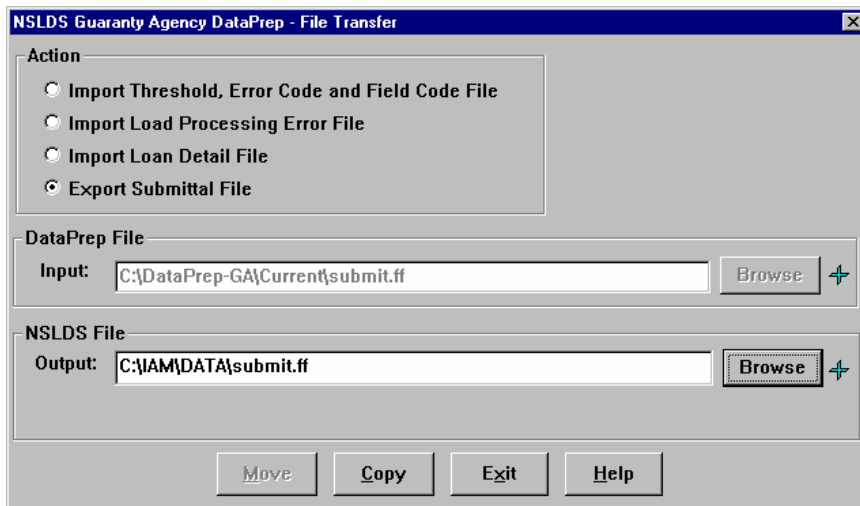 NSLDS Guaranty Agency DataPrep - File Transfer
Action
Import Threshold, Error Code and Field Code File
Import Load Processing Error File
Import Loan Detail File
Export Submittal File
DataPrep File
Input: C:\DataPrep-GA\Current\submit.ff Browse
NSLDS File
Output: C:\IAM\DATA\submit.ff Browse
Move Copy Exit Help